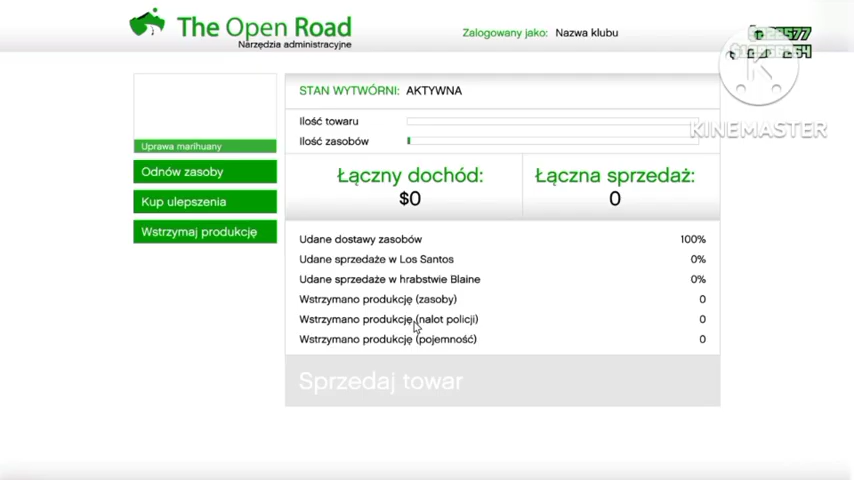 The Open Road
Narzędzia administracyjne
Zalogowany jako: Nazwa klubu
KINEMASTER
STAN WYTWÓRNI: AKTYWNA
Ilość towaru
Ilość zasobów
Uprawa marihuany
Odnów zasoby
Kup ulepszenia
Wstrzymaj produkcję
Łączny dochód:
$0
Łączna sprzedaż:
0
Udane dostawy zasobów 100%
Udane sprzedaże w Los Santos 0%
Udane sprzedaże w hrabstwie Blaine 0%
Wstrzymano produkcję (zasoby) 0
Wstrzymano produkcję (nalot policji) 0
Wstrzymano produkcję (pojemność) 0
Sprzedaj towar